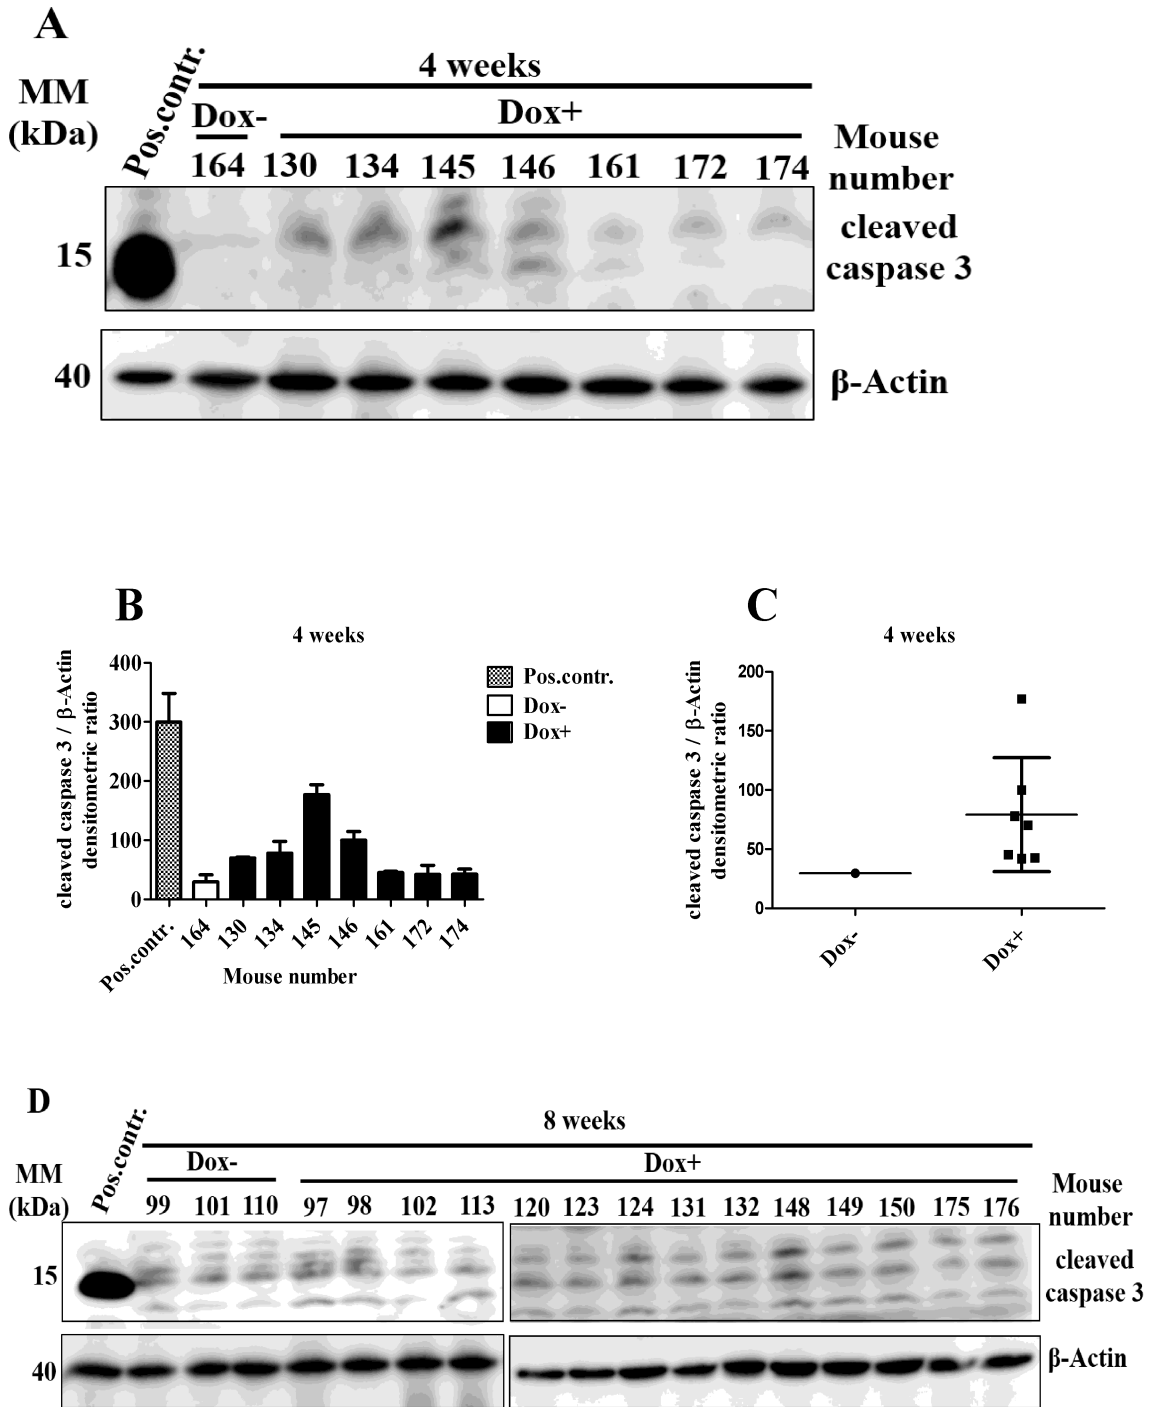 A
4 weeks
MM
(kDa)
Pos.contr.
Dox-
Dox+
164 130 134 145 146 161 172 174
Mouse
number
15
cleaved
caspase 3
40
β-Actin
B
4 weeks
cleaved caspase 3 / β-Actin
densitometric ratio
400
300
200
100
0
Pos.contr.
164
130
134
145
146
161
172
174
Mouse number
Pos.contr.
Dox-
Dox+
C
4 weeks
cleaved caspase 3 / β-Actin
densitometric ratio
200
150
100
50
0
Dox-
Dox+
D
8 weeks
MM
(kDa)
Pos.contr.
Dox-
Dox+
99 101 110 97 98 102 113 120 123 124 131 132 148 149 150 175 176
Mouse
number
15
cleaved
caspase 3
40
β-Actin